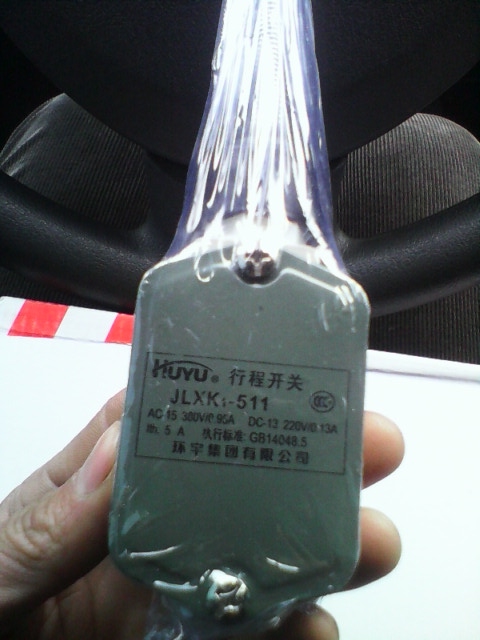 HUYU® 行程开关
JLXK1-511 CCC
AC-15 380V/0.95A DC-13 220V/0.13A
Ith. 5 A 执行标准: GB14048.5
环宇集团有限公司